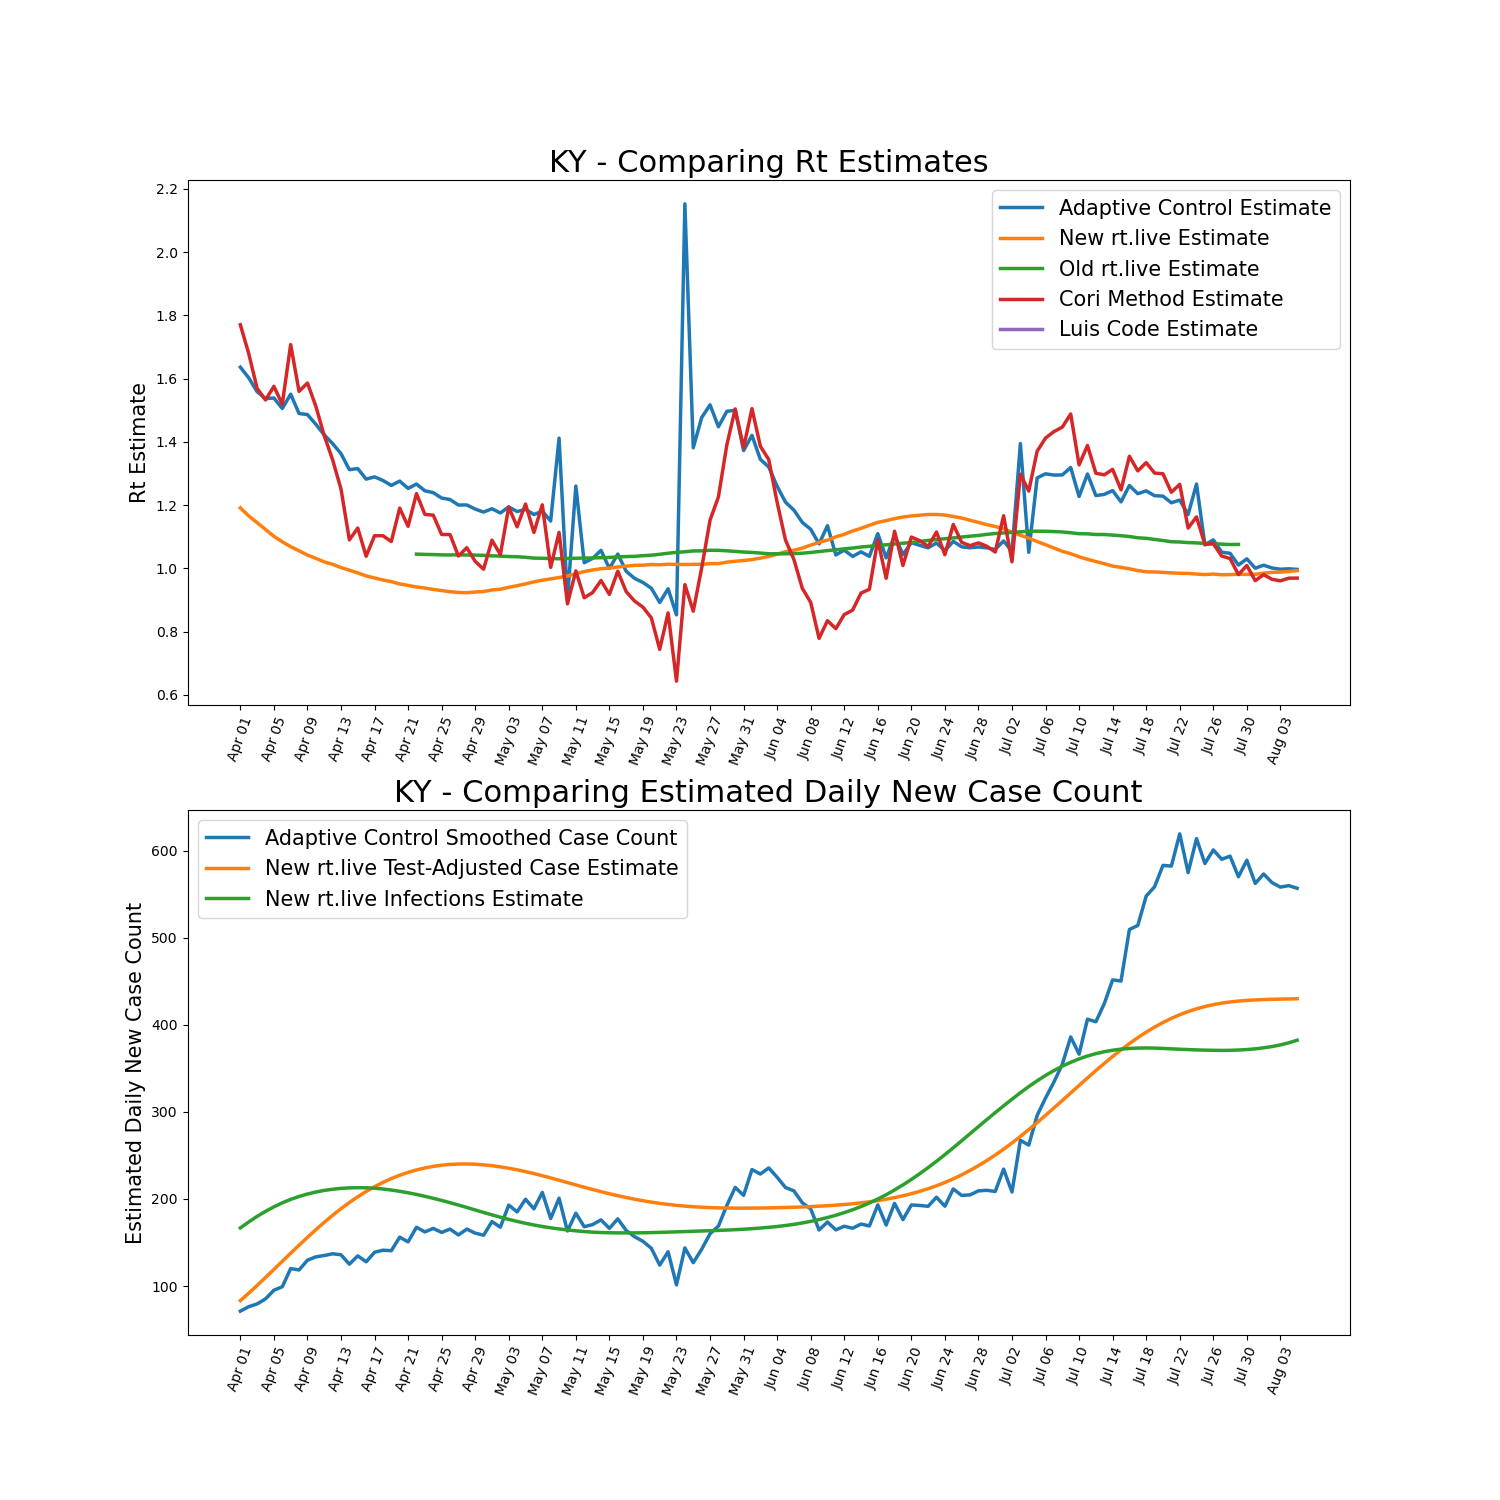 KY - Comparing Rt Estimates
Rt Estimate
2.2
2.0
1.8
1.6
1.4
1.2
1.0
0.8
0.6
Adaptive Control Estimate
New rt.live Estimate
Old rt.live Estimate
Cori Method Estimate
Luis Code Estimate
Apr 01 Apr 05 Apr 09 Apr 13 Apr 17 Apr 21 Apr 25 Apr 29 May 03 May 07 May 11 May 15 May 19 May 23 May 27 May 31 Jun 04 Jun 08 Jun 12 Jun 16 Jun 20 Jun 24 Jun 28 Jul 02 Jul 06 Jul 10 Jul 14 Jul 18 Jul 22 Jul 26 Jul 30 Aug 03
KY - Comparing Estimated Daily New Case Count
Estimated Daily New Case Count
600
500
400
300
200
100
Adaptive Control Smoothed Case Count
New rt.live Test-Adjusted Case Estimate
New rt.live Infections Estimate
Apr 01 Apr 05 Apr 09 Apr 13 Apr 17 Apr 21 Apr 25 Apr 29 May 03 May 07 May 11 May 15 May 19 May 23 May 27 May 31 Jun 04 Jun 08 Jun 12 Jun 16 Jun 20 Jun 24 Jun 28 Jul 02 Jul 06 Jul 10 Jul 14 Jul 18 Jul 22 Jul 26 Jul 30 Aug 03